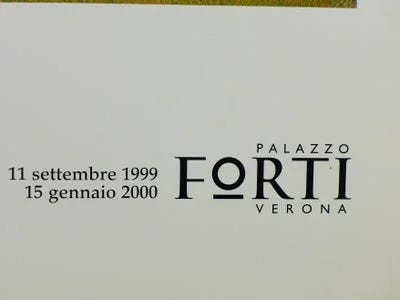 11 settembre 1999
15 gennaio 2000
PALAZZO
FORTI
VERONA